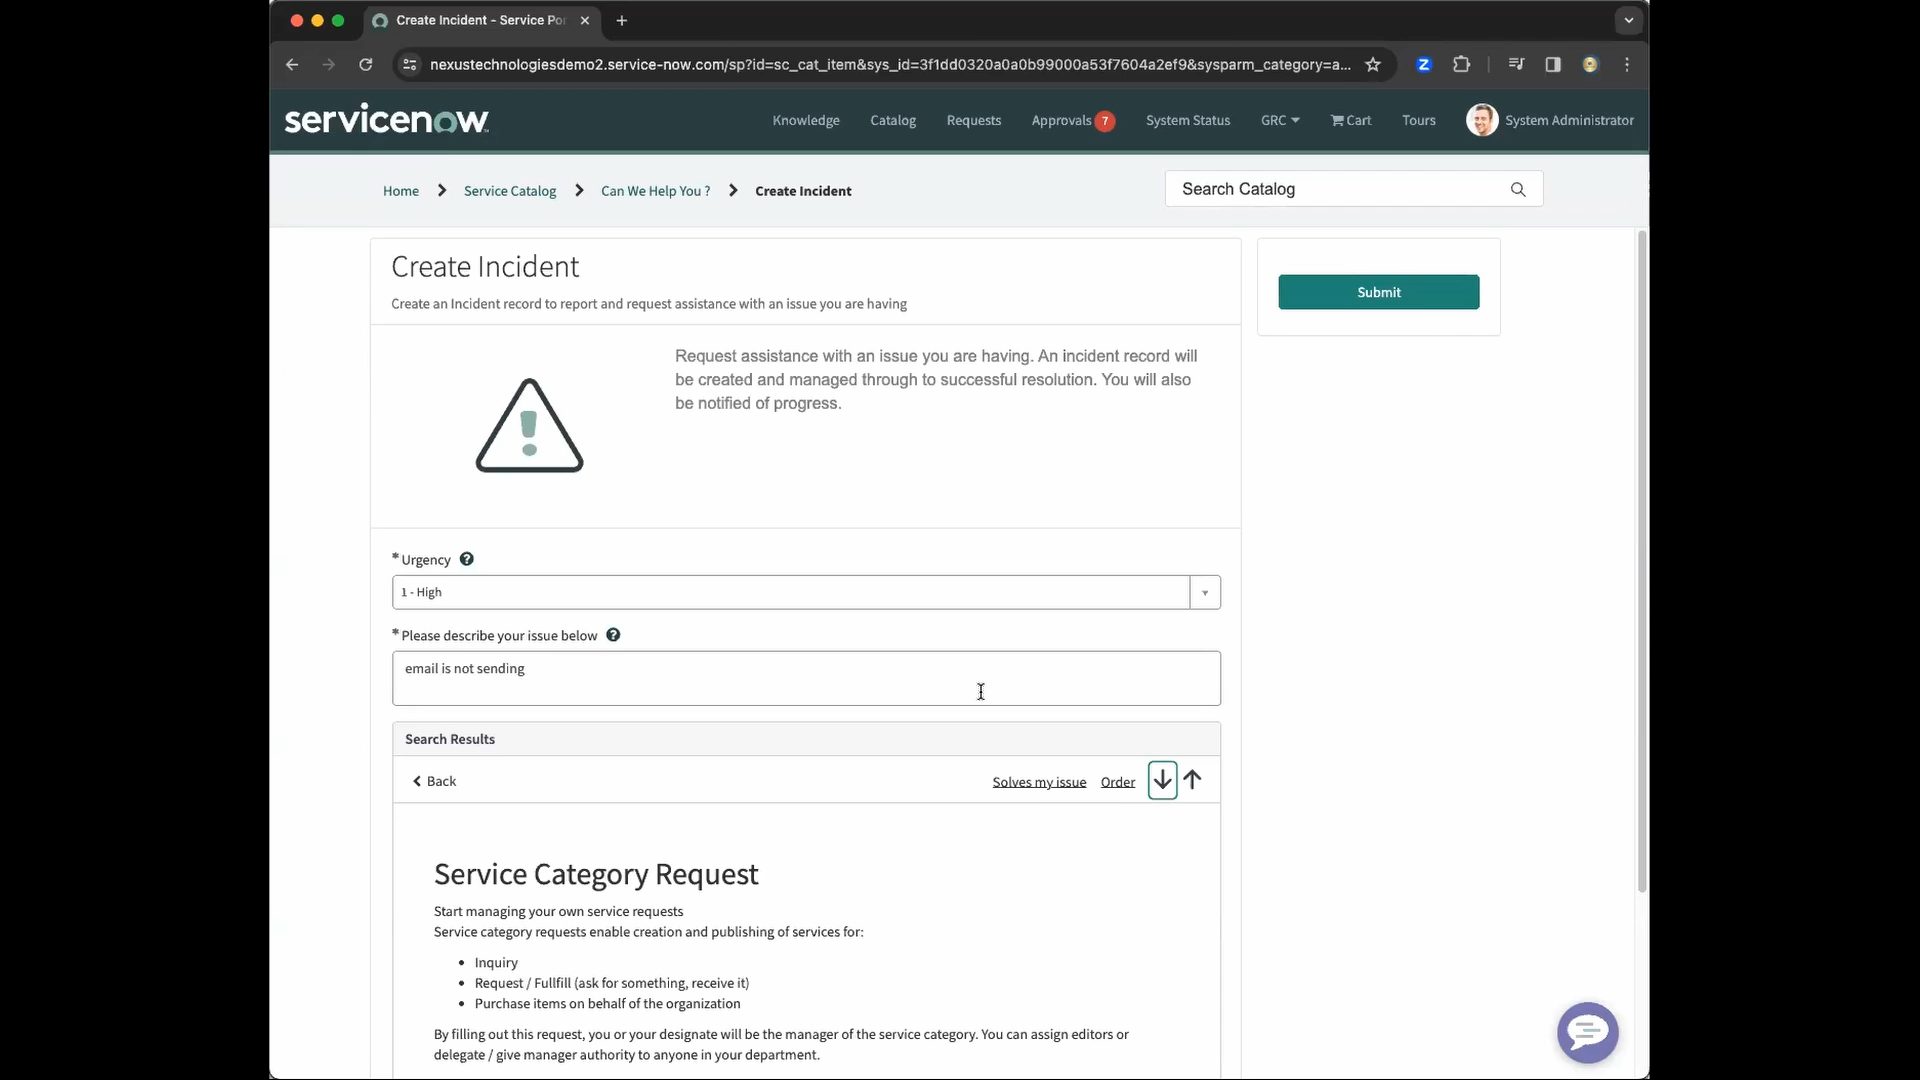 Create Incident - Service Por
nexustechnologiesdemo2.service-now.com/sp?id=sc_cat_item&sys_id=3f1dd0320a0a0b99000a53f7604a2ef9&sysparm_category=a...
servicenow
Knowledge
Catalog
Requests
Approvals 7
System Status
GRC
Cart
Tours
System Administrator
Home
Service Catalog
Can We Help You ?
Create Incident
Search Catalog
Create Incident
Create an Incident record to report and request assistance with an issue you are having
Submit
Request assistance with an issue you are having. An incident record will
be created and managed through to successful resolution. You will also
be notified of progress.
* Urgency ?
1 - High
* Please describe your issue below ?
email is not sending
Search Results
Back
Solves my issue
Order
Service Category Request
Start managing your own service requests
Service category requests enable creation and publishing of services for:
• Inquiry
• Request / Fullfill (ask for something, receive it)
• Purchase items on behalf of the organization
By filling out this request, you or your designate will be the manager of the service category. You can assign editors or
delegate / give manager authority to anyone in your department.